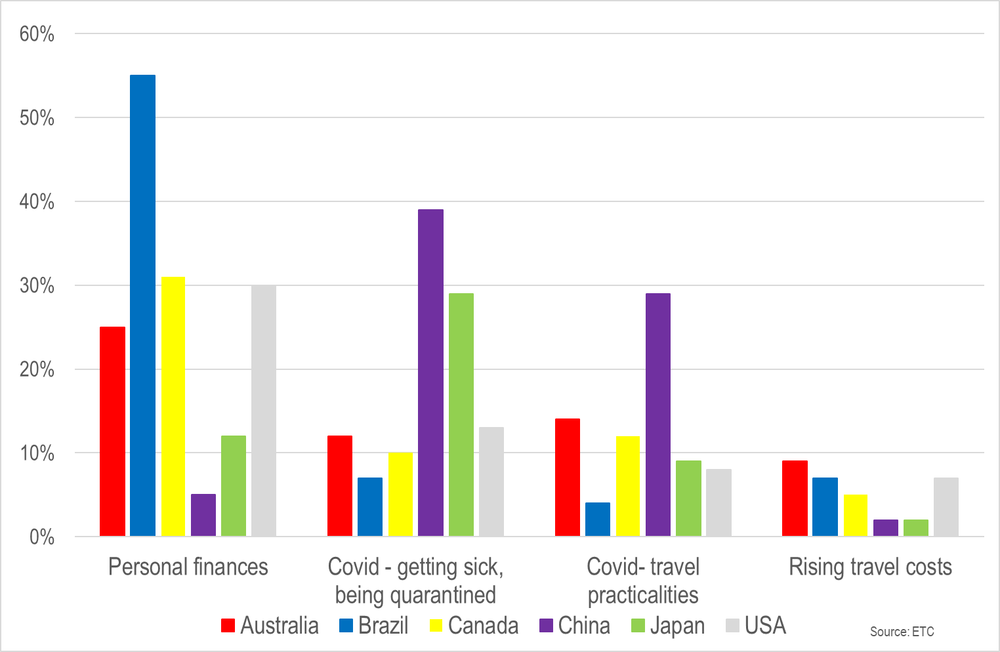 60%
50%
40%
30%
20%
10%
0%
Personal finances
Covid - getting sick,
being quarantined
Covid- travel
practicalities
Rising travel costs
Australia Brazil Canada China Japan USA
Source: ETC